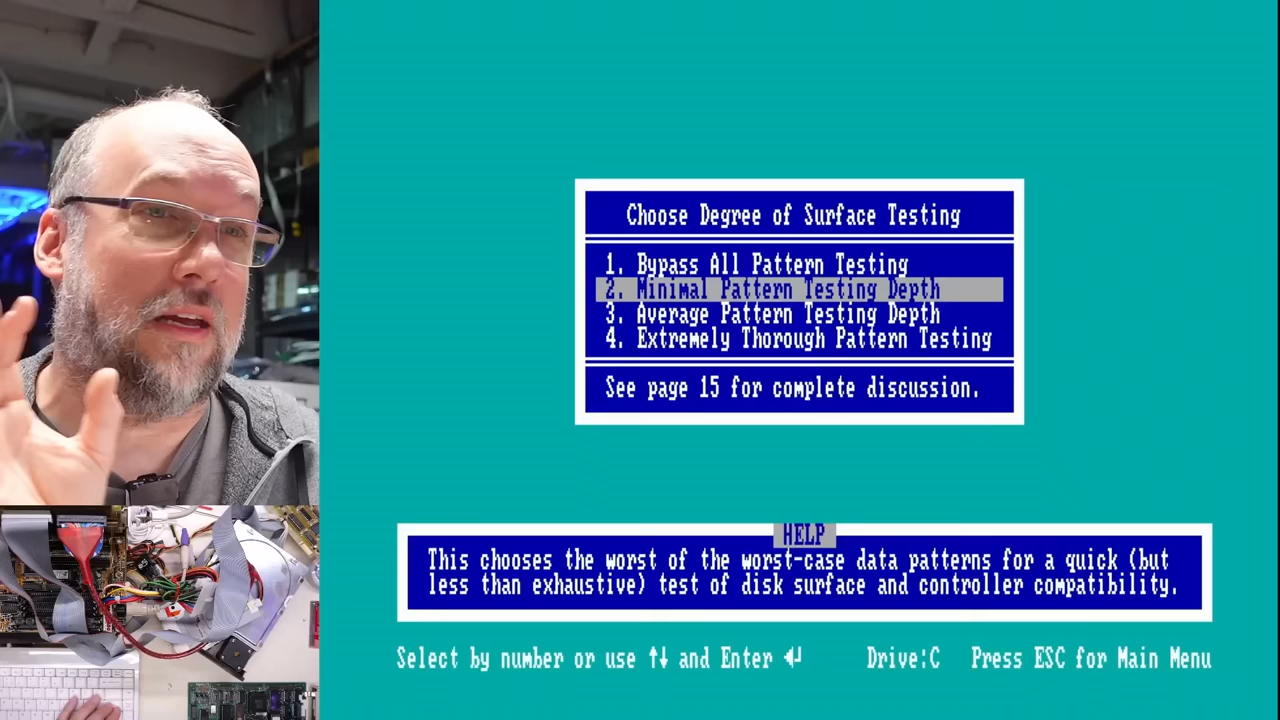 Choose Degree of Surface Testing
1. Bypass All Pattern Testing
2. Minimal Pattern Testing Depth
3. Average Pattern Testing Depth
4. Extremely Thorough Pattern Testing
See page 15 for complete discussion.
HELP
This chooses the worst of the worst-case data patterns for a quick (but
less than exhaustive) test of disk surface and controller compatibility.
Select by number or use ↑↓ and Enter ↵ Drive:C Press ESC for Main Menu